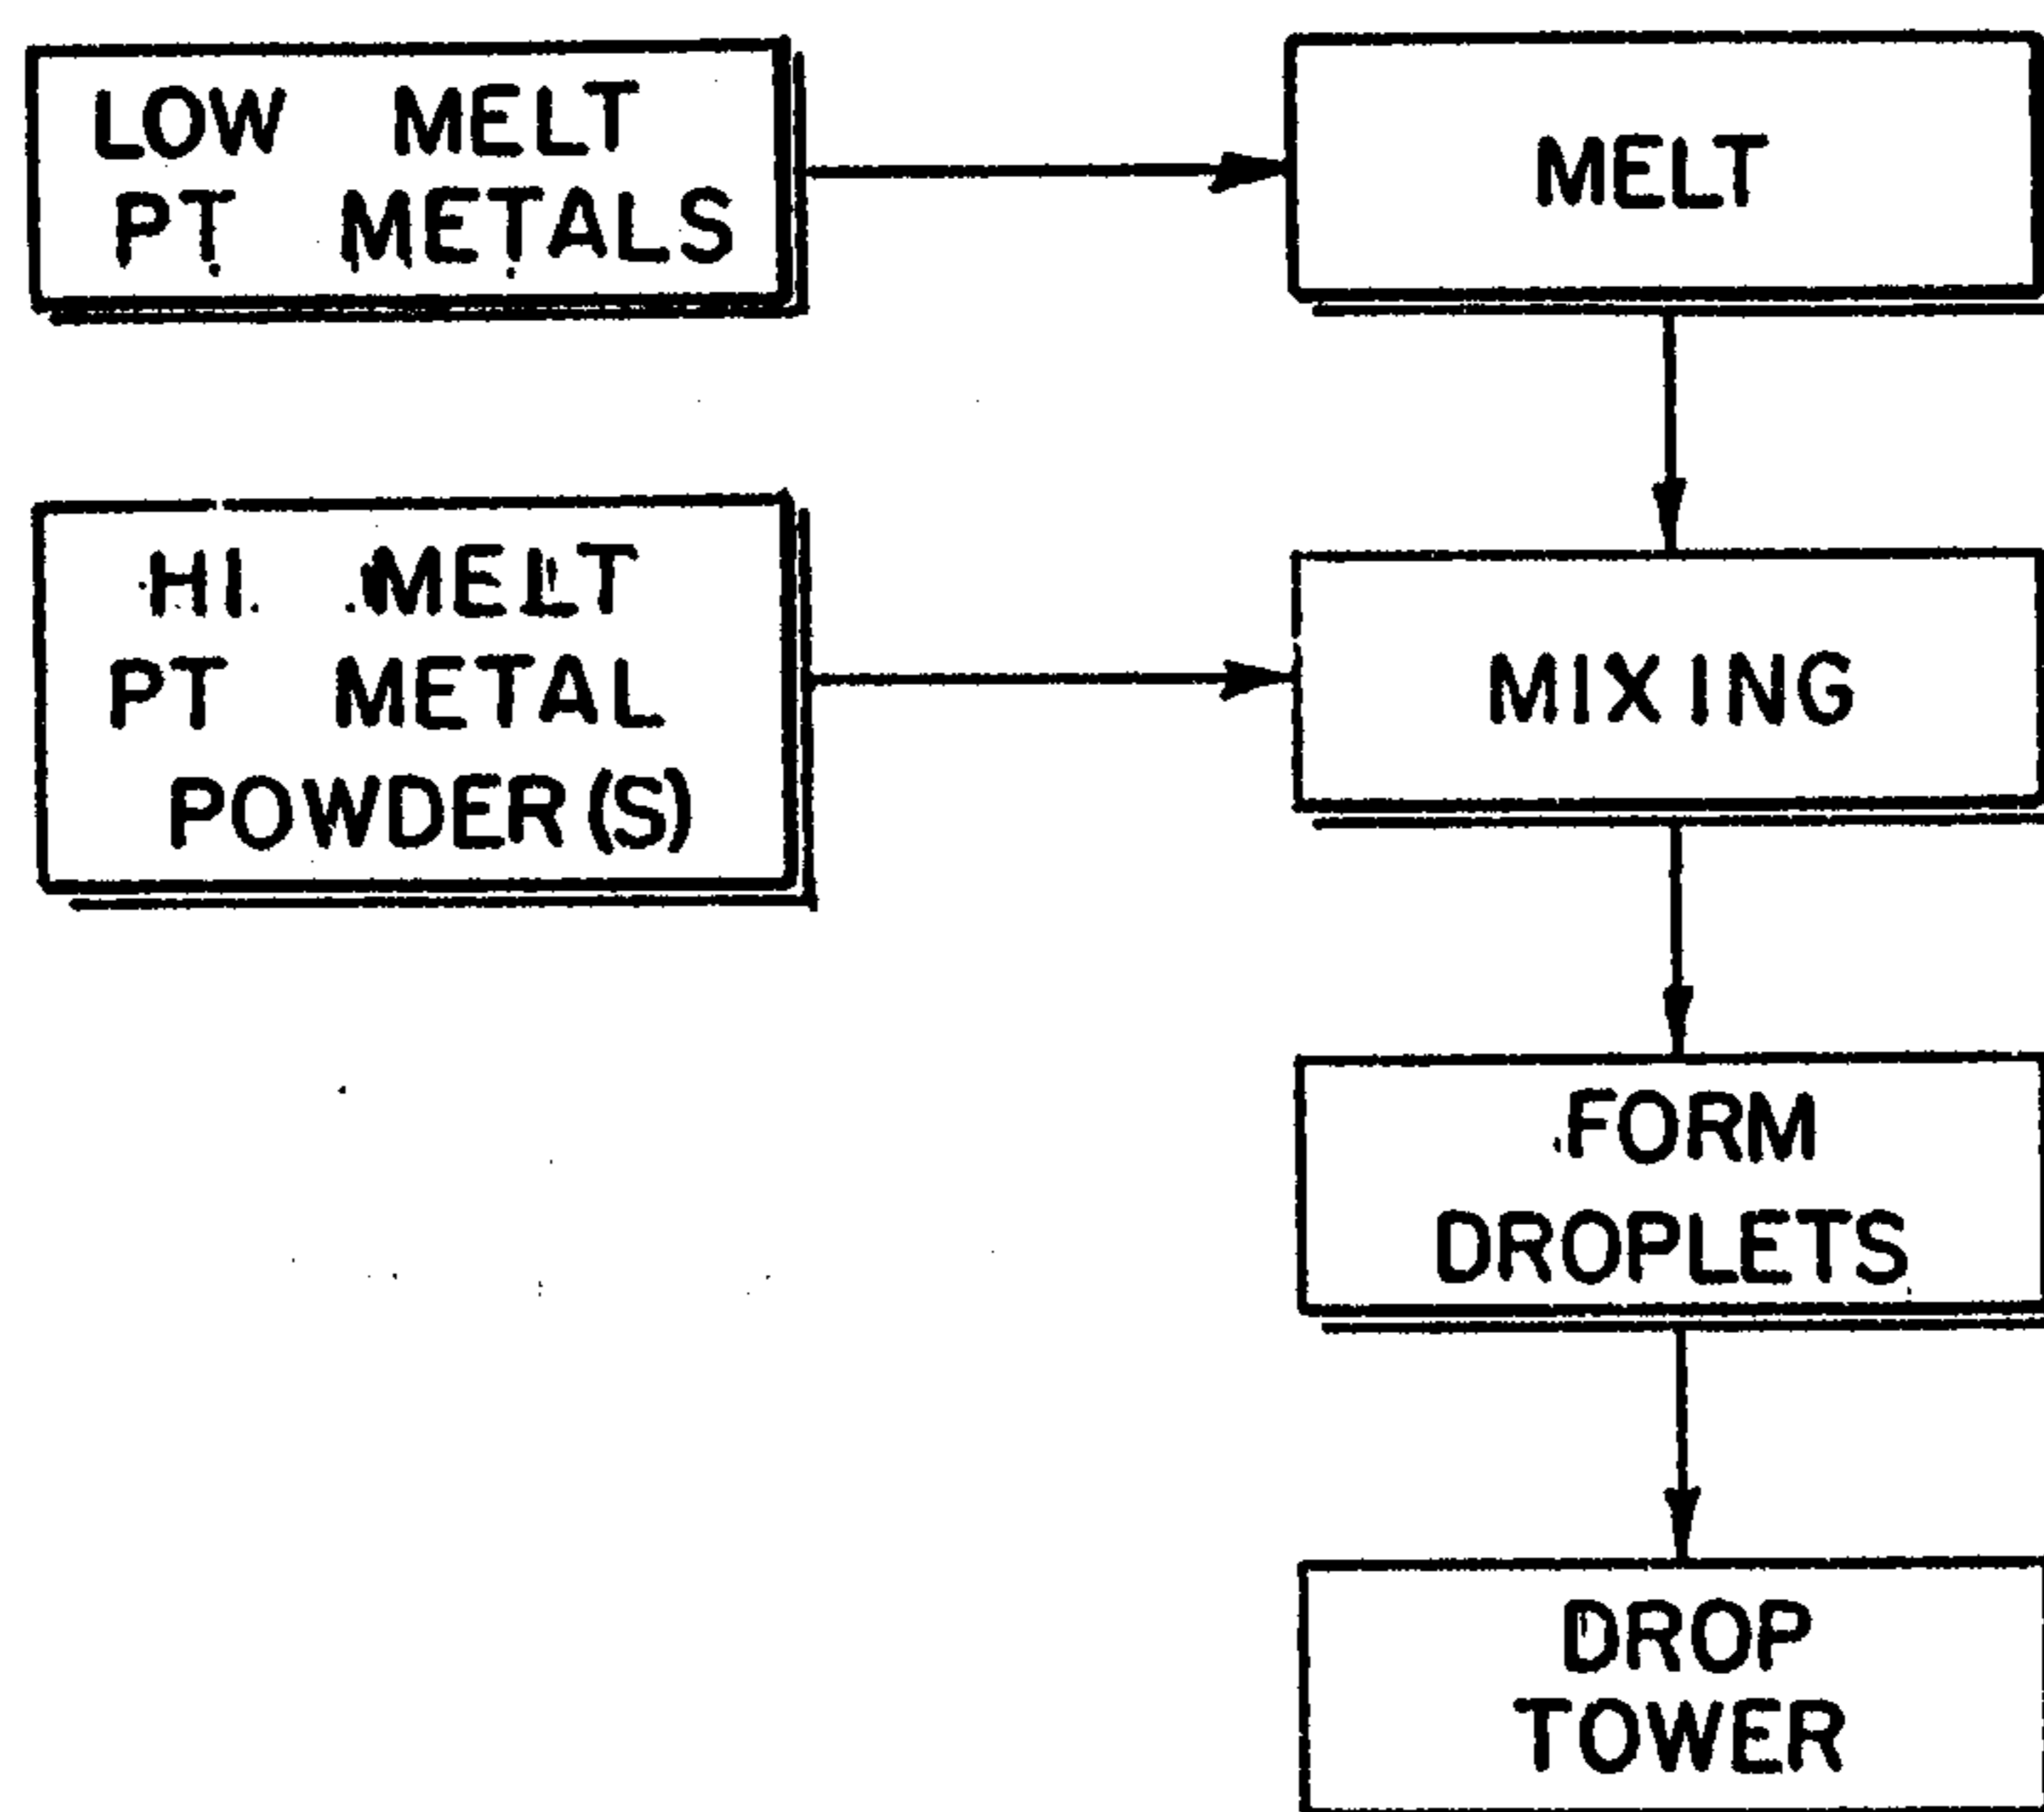 LOW MELT
PT METALS
MELT
HI. MELT
PT METAL
POWDER(S)
MIXING
FORM
DROPLETS
DROP
TOWER